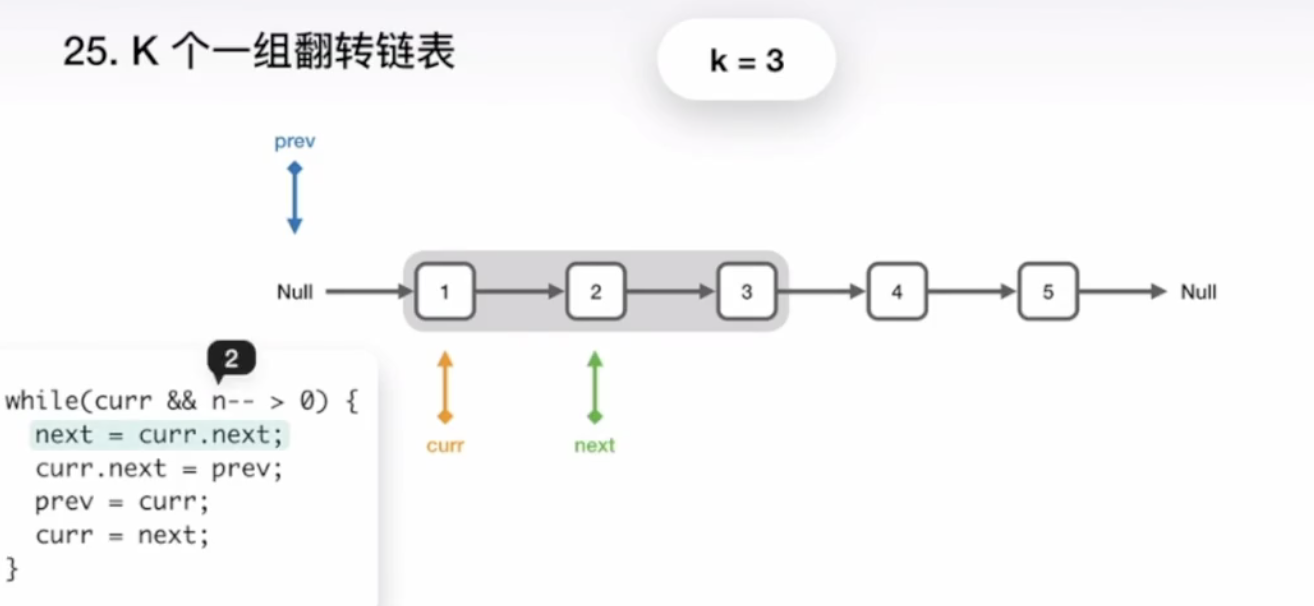 25. K 个一组翻转链表
k = 3
prev
Null 1 2 3 4 5 Null
2
while(curr && n-- > 0) {
next = curr.next;
curr.next = prev;
prev = curr;
curr = next;
}
curr
next